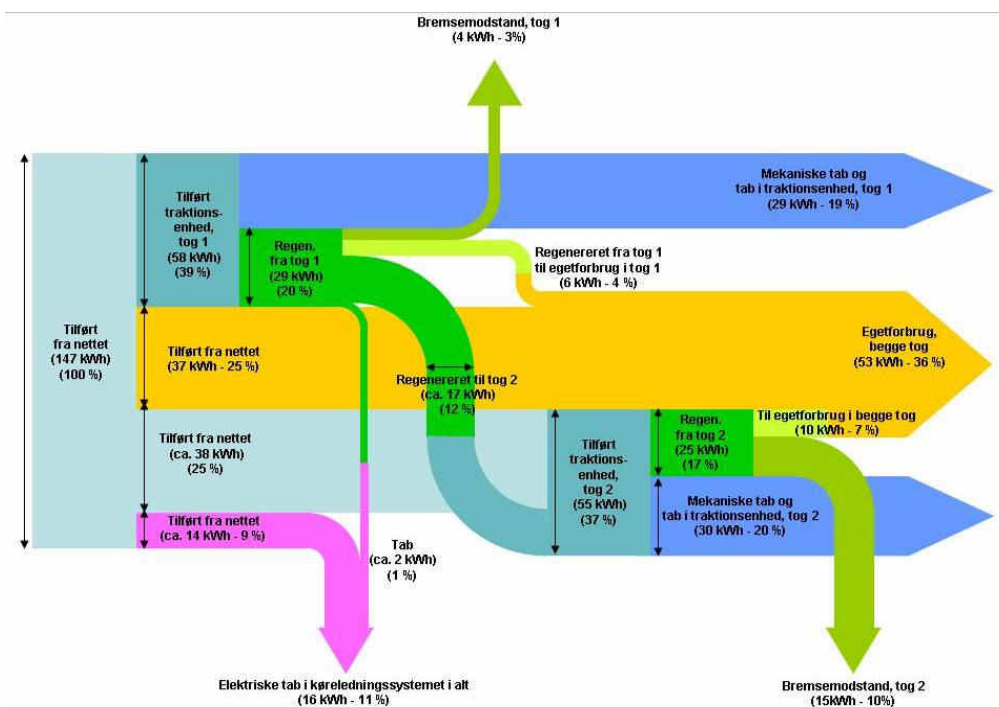 Bremsemodstand, tog 1
(4 kWh - 3%)
Mekaniske tab og
tab i traktionsenhed, tog 1
(29 kWh - 19 %)
Tilført
traktions-
enhed,
tog 1
(58 kWh)
(39 %)
Regen.
fra tog 1
(29 kWh)
(20 %)
Regenereret fra tog 1
til egetforbrug i tog 1
(6 kWh - 4 %)
Tilført
fra nettet
(147 kWh)
(100 %)
Tilført fra nettet
(37 kWh - 25 %)
Egetforbrug,
begge tog
(53 kWh - 36 %)
Regenereret til tog 2
(ca. 17 kWh)
(12 %)
Tilført fra nettet
(ca. 38 kWh)
(25 %)
Tilført
traktions-
enhed,
tog 2
(55 kWh)
(37 %)
Regen.
fra tog 2
(25 kWh)
(17 %)
Til egetforbrug i begge tog
(10 kWh - 7 %)
Mekaniske tab og
tab i traktionsenhed, tog 2
(30 kWh - 20 %)
Tilført fra nettet
(ca. 14 kWh - 9 %)
Tab
(ca. 2 kWh)
(1 %)
Elektriske tab i køreledningssystemet i alt
(16 kWh - 11 %)
Bremsemodstand, tog 2
(15kWh - 10%)